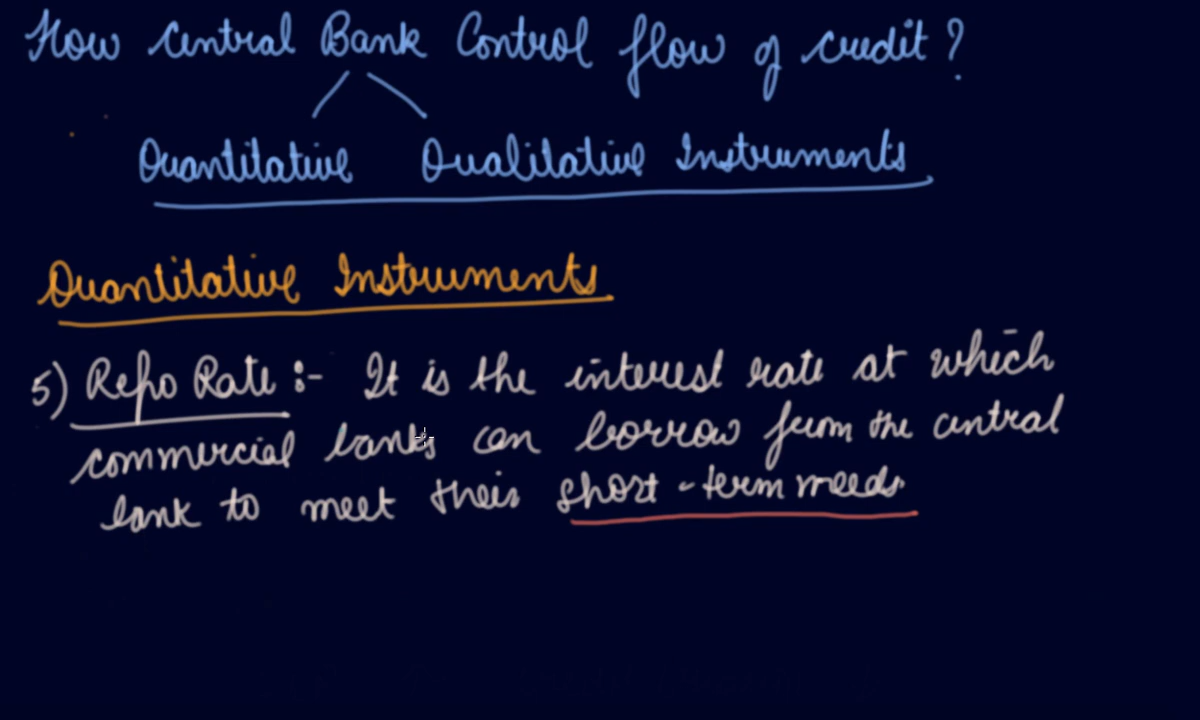 How Central Bank Control flow of credit?
Quantitative Qualitative Instruments
Quantitative Instruments
5) Repo Rate :- It is the interest rate at which
commercial banks can borrow from the central
bank to meet their short-term needs